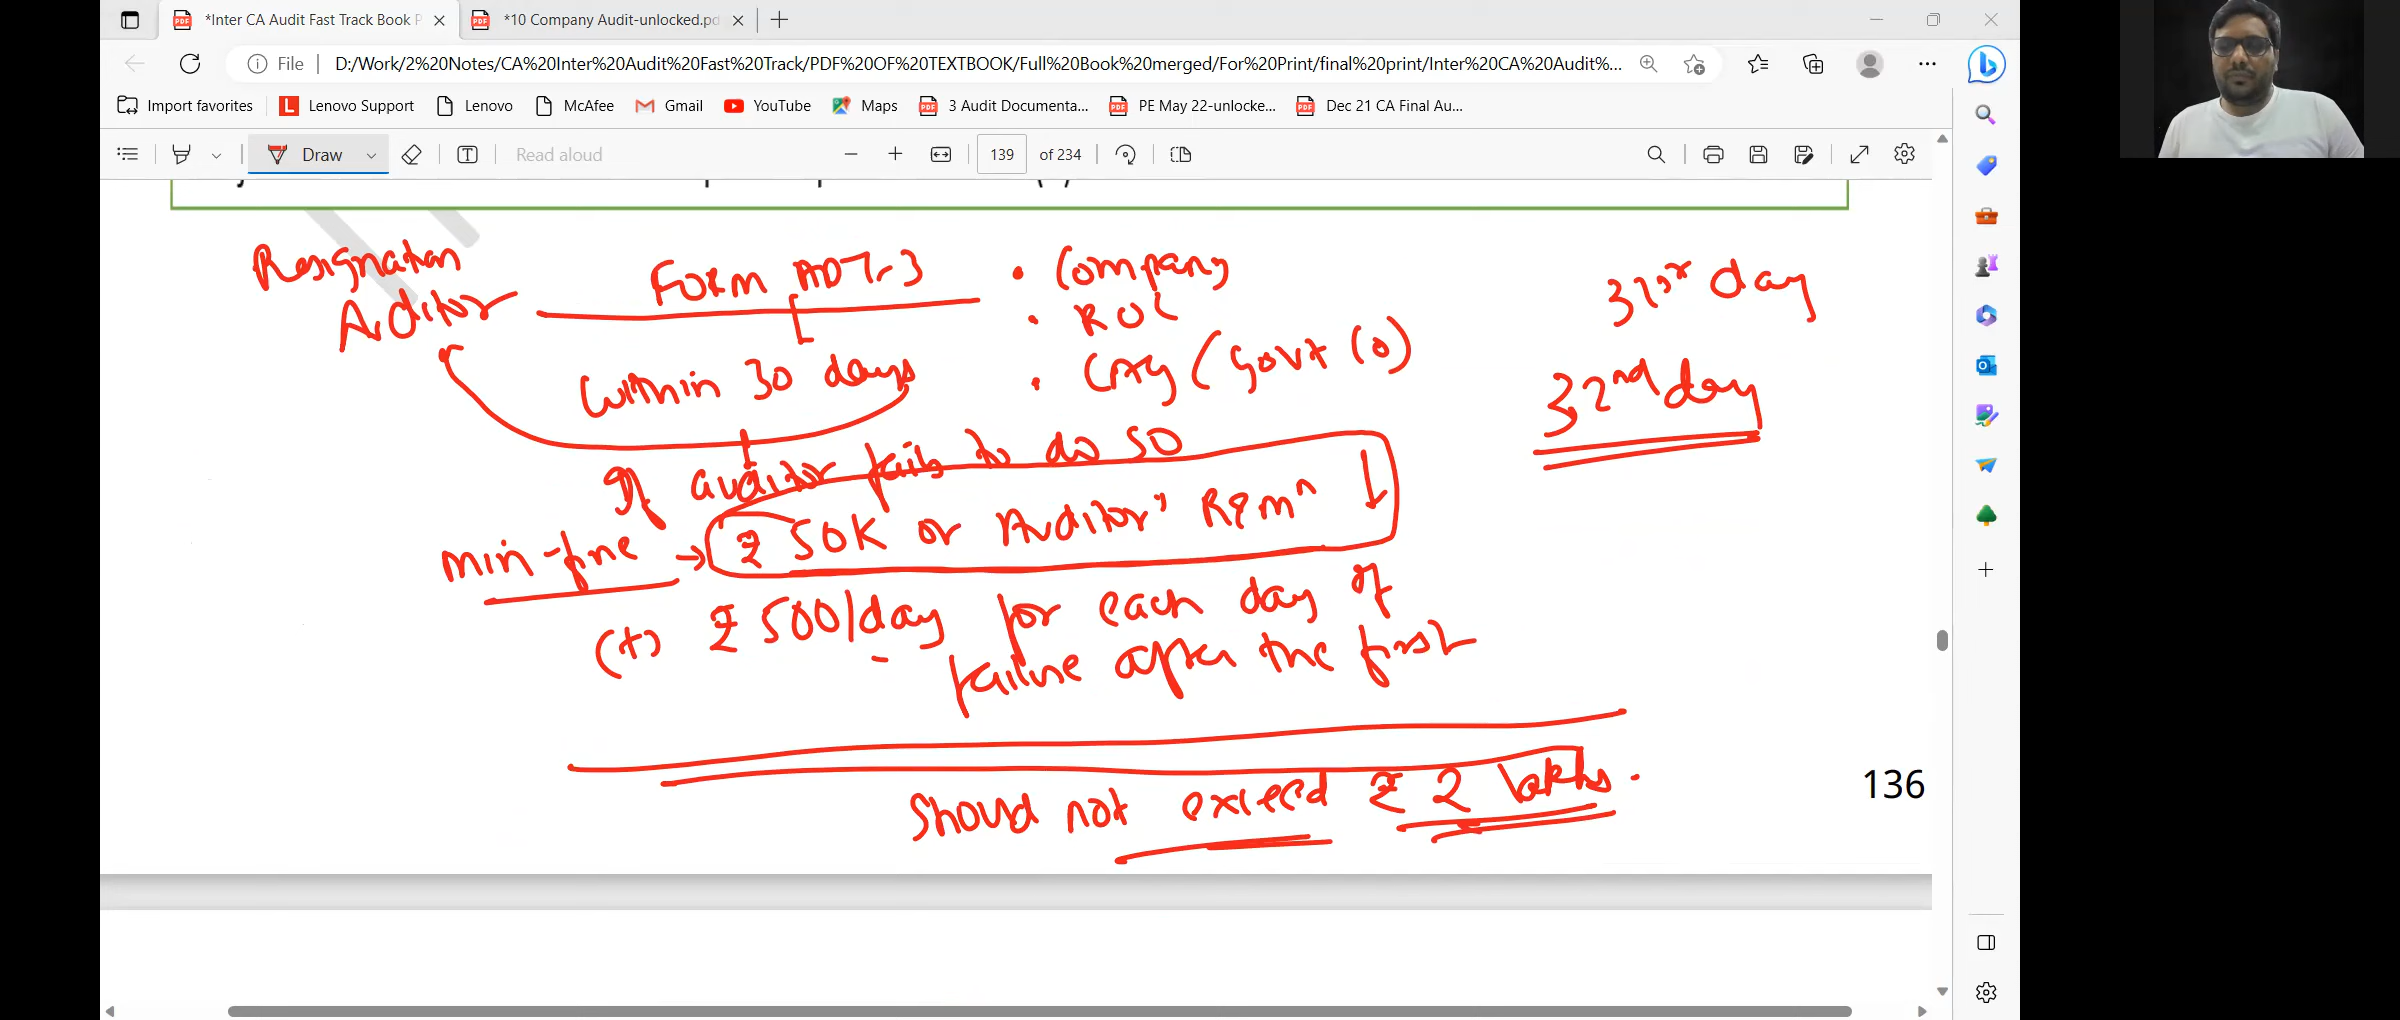 *Inter CA Audit Fast Track Book P
*10 Company Audit-unlocked.pd
File
D:/Work/2%20Notes/CA%20Inter%20Audit%20Fast%20Track/PDF%20OF%20TEXTBOOK/Full%20Book%20merged/For%20Print/final%20print/Inter%20CA%20Audit%...
Import favorites
Lenovo Support
Lenovo
McAfee
Gmail
YouTube
Maps
3 Audit Documenta...
PE May 22-unlocke...
Dec 21 CA Final Au...
Draw
Read aloud
139 of 234
Resignation
Auditor
Form ADT-3
Within 30 days
• Company
• ROC
• CAG (Govt Co)
31st day
32nd day
If auditor fails to do so
min-fine → ₹ 50K or Auditor's REMn ↓
(+) ₹ 500/day for each day of
failure after the first
Should not exceed ₹ 2 lakhs.
136